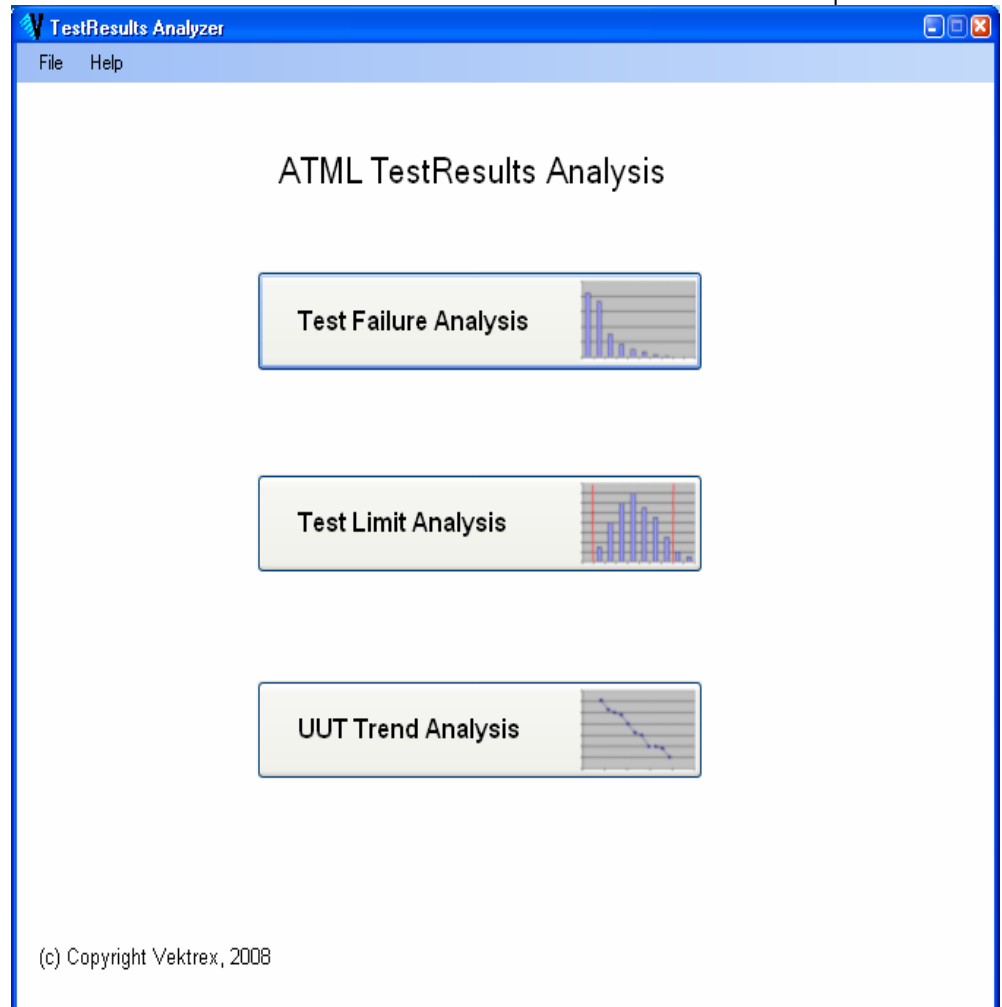 TestResults Analyzer
File Help
ATML TestResults Analysis
Test Failure Analysis
Test Limit Analysis
UUT Trend Analysis
(c) Copyright Vektrex, 2008